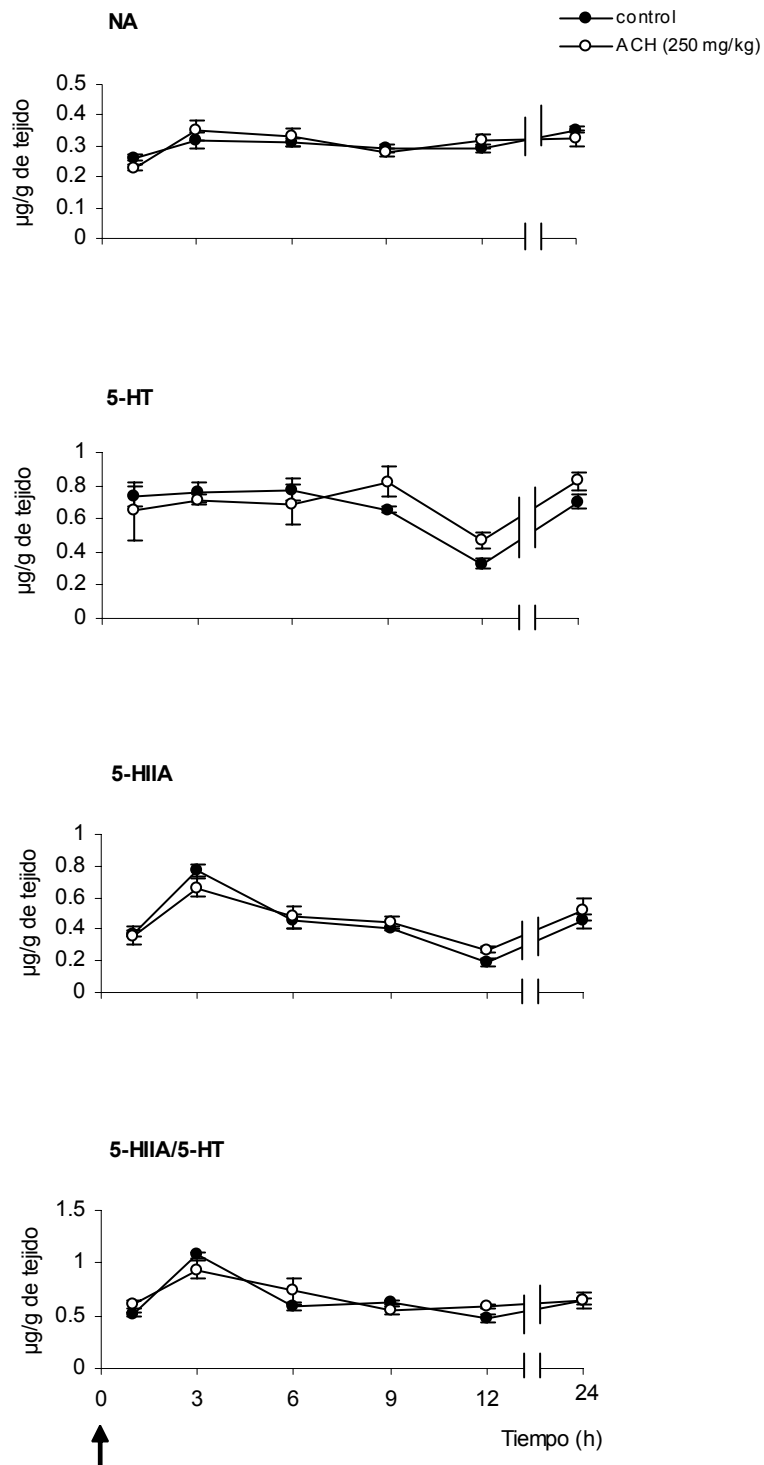 NA
control
ACH (250 mg/kg)
0.5
0.4
0.3
0.2
0.1
0
µg/g de tejido
5-HT
1
0.8
0.6
0.4
0.2
0
µg/g de tejido
5-HIIA
1
0.8
0.6
0.4
0.2
0
µg/g de tejido
5-HIIA/5-HT
1.5
1
0.5
0
µg/g de tejido
0 3 6 9 12 24
Tiempo (h)